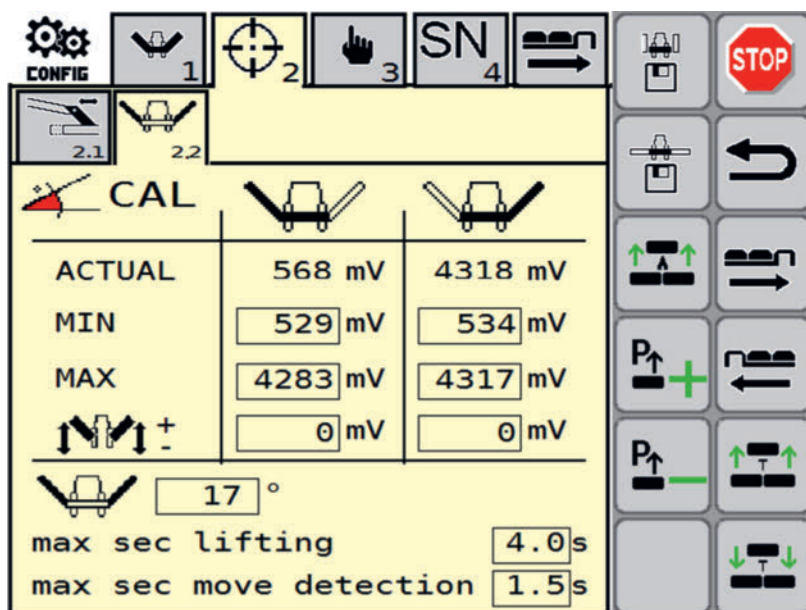 CONFIG
1
2
3
SN 4
2.1
2.2
CAL
ACTUAL 568 mV 4318 mV
MIN 529 mV 534 mV
MAX 4283 mV 4317 mV
+
-
0 mV 0 mV
17 °
max sec lifting 4.0 s
max sec move detection 1.5 s
STOP
P
P
T
T